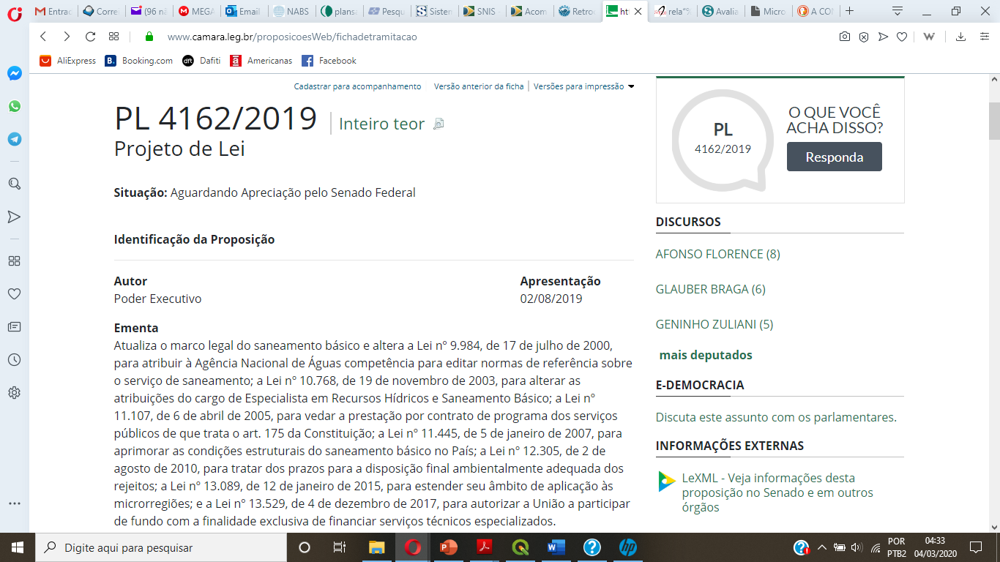 Entrac
Correi
(96 nã
MEGA
Email
NABS
plansa
Pesqu
Sistem
SNIS -
Acom
Retroc
htt
rela“%
Avalia
Micro
A CON
www.camara.leg.br/proposicoesWeb/fichadetramitacao
AliExpress
Booking.com
Dafiti
Americanas
Facebook
Cadastrar para acompanhamento
Versão anterior da ficha
Versões para impressão
PL 4162/2019
Inteiro teor
Projeto de Lei
Situação: Aguardando Apreciação pelo Senado Federal
Identificação da Proposição
Autor
Poder Executivo
Apresentação
02/08/2019
Ementa
Atualiza o marco legal do saneamento básico e altera a Lei nº 9.984, de 17 de julho de 2000,
para atribuir à Agência Nacional de Águas competência para editar normas de referência sobre
o serviço de saneamento; a Lei nº 10.768, de 19 de novembro de 2003, para alterar as
atribuições do cargo de Especialista em Recursos Hídricos e Saneamento Básico; a Lei nº
11.107, de 6 de abril de 2005, para vedar a prestação por contrato de programa dos serviços
públicos de que trata o art. 175 da Constituição; a Lei nº 11.445, de 5 de janeiro de 2007, para
aprimorar as condições estruturais do saneamento básico no País; a Lei nº 12.305, de 2 de
agosto de 2010, para tratar dos prazos para a disposição final ambientalmente adequada dos
rejeitos; a Lei nº 13.089, de 12 de janeiro de 2015, para estender seu âmbito de aplicação às
microrregiões; e a Lei nº 13.529, de 4 de dezembro de 2017, para autorizar a União a participar
de fundo com a finalidade exclusiva de financiar serviços técnicos especializados.
PL
4162/2019
O QUE VOCÊ
ACHA DISSO?
Responda
DISCURSOS
AFONSO FLORENCE (8)
GLAUBER BRAGA (6)
GENINHO ZULIANI (5)
mais deputados
E-DEMOCRACIA
Discuta este assunto com os parlamentares.
INFORMAÇÕES EXTERNAS
LeXML - Veja informações desta
proposição no Senado e em outros
órgãos
Digite aqui para pesquisar
POR
PTB2
04:33
04/03/2020